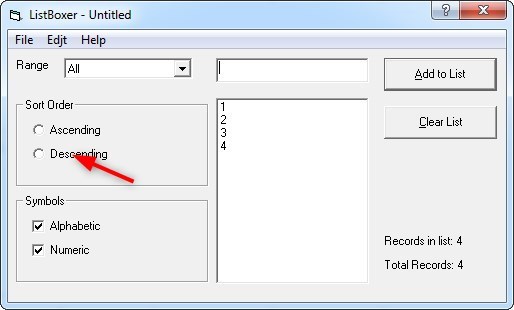 ListBoxer - Untitled
File Edjt Help
Range All Add to List
Sort Order
Ascending
Descending
Clear List
1
2
3
4
Symbols
Alphabetic
Numeric
Records in list: 4
Total Records: 4